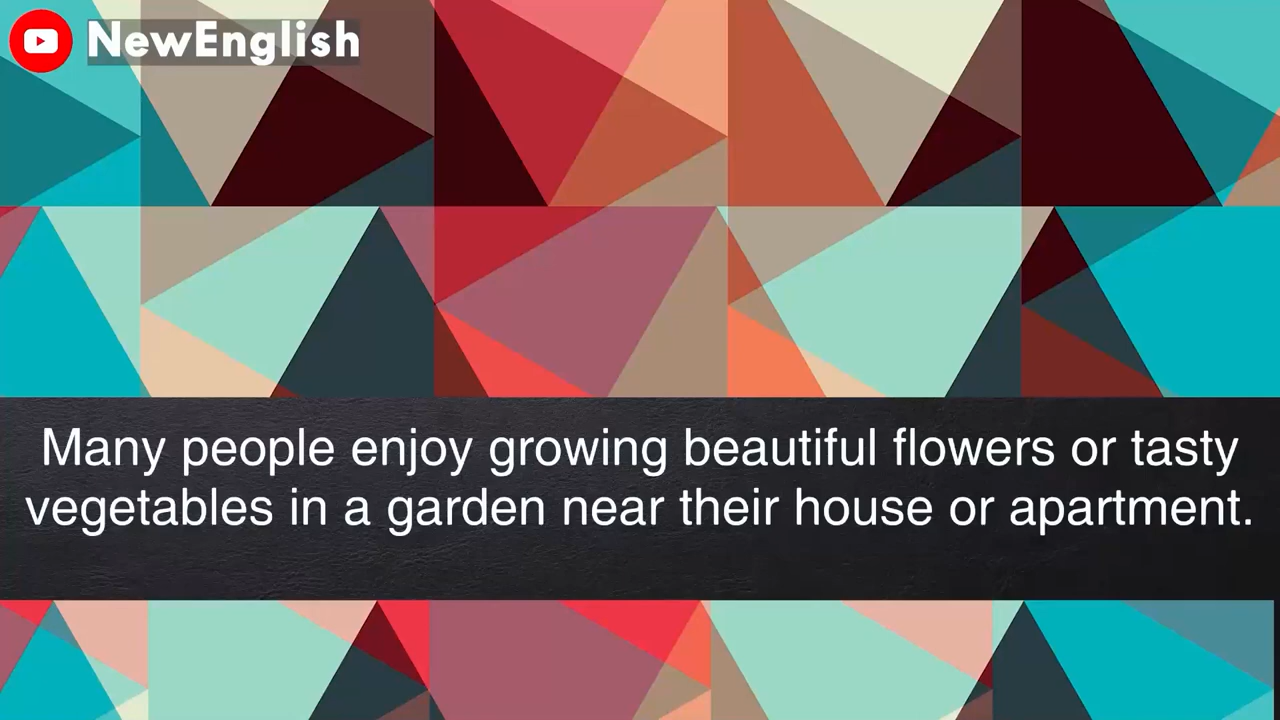 NewEnglish
Many people enjoy growing beautiful flowers or tasty
vegetables in a garden near their house or apartment.